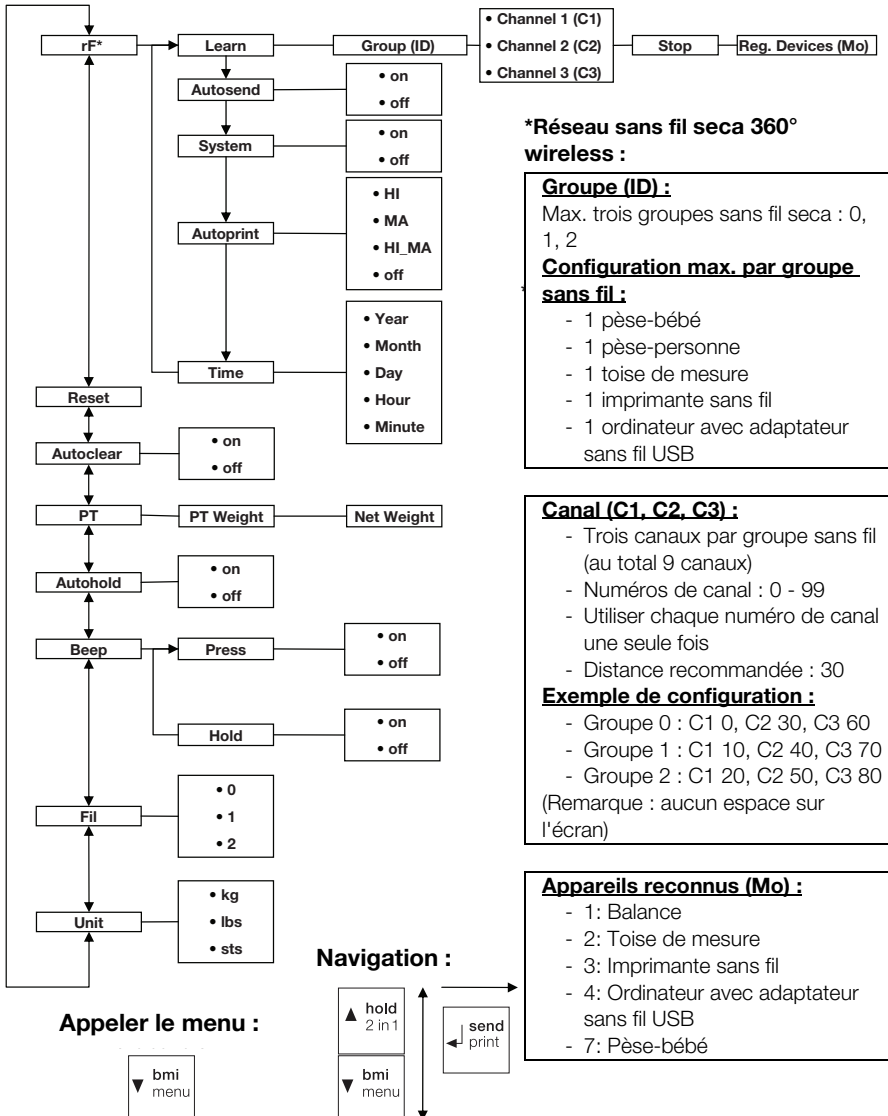 rF*
Learn
Group (ID)
• Channel 1 (C1)
• Channel 2 (C2)
• Channel 3 (C3)
Stop
Reg. Devices (Mo)
Autosend
• on
• off
System
• on
• off
Autoprint
• HI
• MA
• HI_MA
• off
Time
• Year
• Month
• Day
• Hour
• Minute
Reset
Autoclear
• on
• off
PT
PT Weight
Net Weight
Autohold
• on
• off
Beep
Press
• on
• off
Hold
• on
• off
Fil
• 0
• 1
• 2
Unit
• kg
• lbs
• sts
*Réseau sans fil seca 360°
wireless :
Groupe (ID) :
Max. trois groupes sans fil seca : 0,
1, 2
Configuration max. par groupe
sans fil :
- 1 pèse-bébé
- 1 pèse-personne
- 1 toise de mesure
- 1 imprimante sans fil
- 1 ordinateur avec adaptateur
sans fil USB
*
Canal (C1, C2, C3) :
- Trois canaux par groupe sans fil
(au total 9 canaux)
- Numéros de canal : 0 - 99
- Utiliser chaque numéro de canal
une seule fois
- Distance recommandée : 30
Exemple de configuration :
- Groupe 0 : C1 0, C2 30, C3 60
- Groupe 1 : C1 10, C2 40, C3 70
- Groupe 2 : C1 20, C2 50, C3 80
(Remarque : aucun espace sur
l'écran)
Appareils reconnus (Mo) :
- 1: Balance
- 2: Toise de mesure
- 3: Imprimante sans fil
- 4: Ordinateur avec adaptateur
sans fil USB
- 7: Pèse-bébé
Appeler le menu :
bmi
menu
Navigation :
hold
2 in 1
bmi
menu
send
print